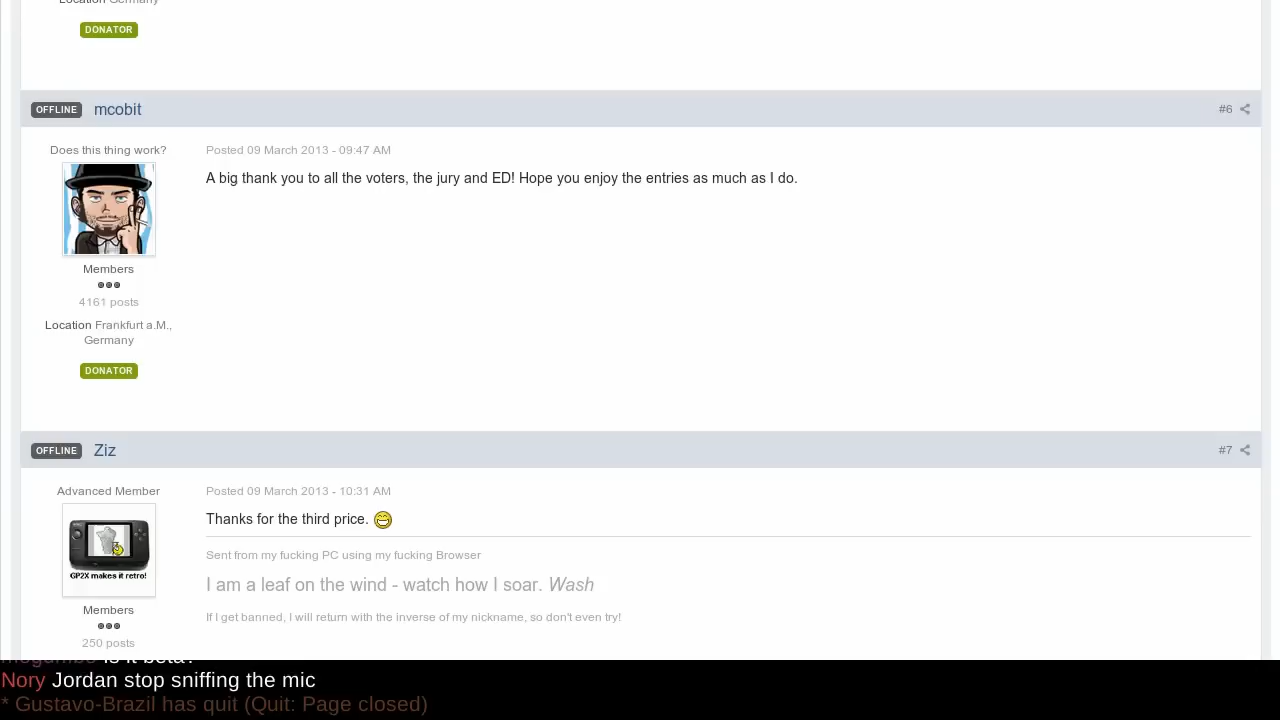 Location Germany
DONATOR
OFFLINE mcobit #6
Does this thing work?
Posted 09 March 2013 - 09:47 AM
A big thank you to all the voters, the jury and ED! Hope you enjoy the entries as much as I do.
Members
4161 posts
Location Frankfurt a.M.,
Germany
DONATOR
OFFLINE Ziz #7
Advanced Member
Posted 09 March 2013 - 10:31 AM
Thanks for the third price.
GP2X makes it retro!
Sent from my fucking PC using my fucking Browser
I am a leaf on the wind - watch how I soar. Wash
If I get banned, I will return with the inverse of my nickname, so don't even try!
Members
250 posts
is it beta?
Nory Jordan stop sniffing the mic
* Gustavo-Brazil has quit (Quit: Page closed)